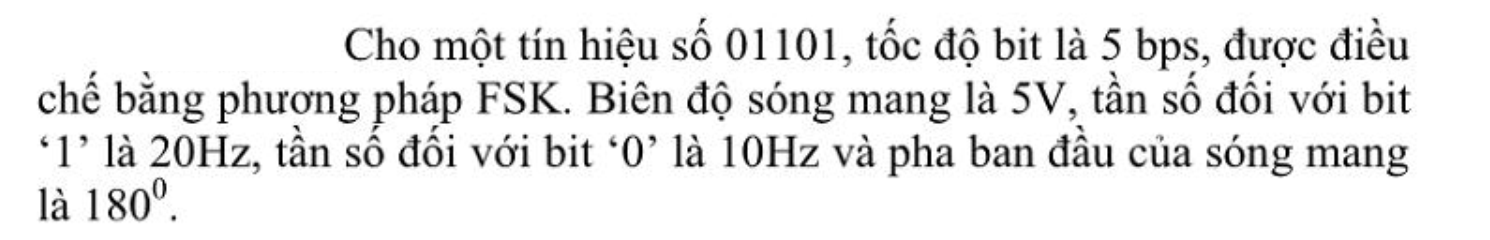 Cho một tín hiệu số 01101, tốc độ bit là 5 bps, được điều
chế bằng phương pháp FSK. Biên độ sóng mang là 5V, tần số đối với bit
‘1’ là 20Hz, tần số đối với bit ‘0’ là 10Hz và pha ban đầu của sóng mang
là 180⁰.